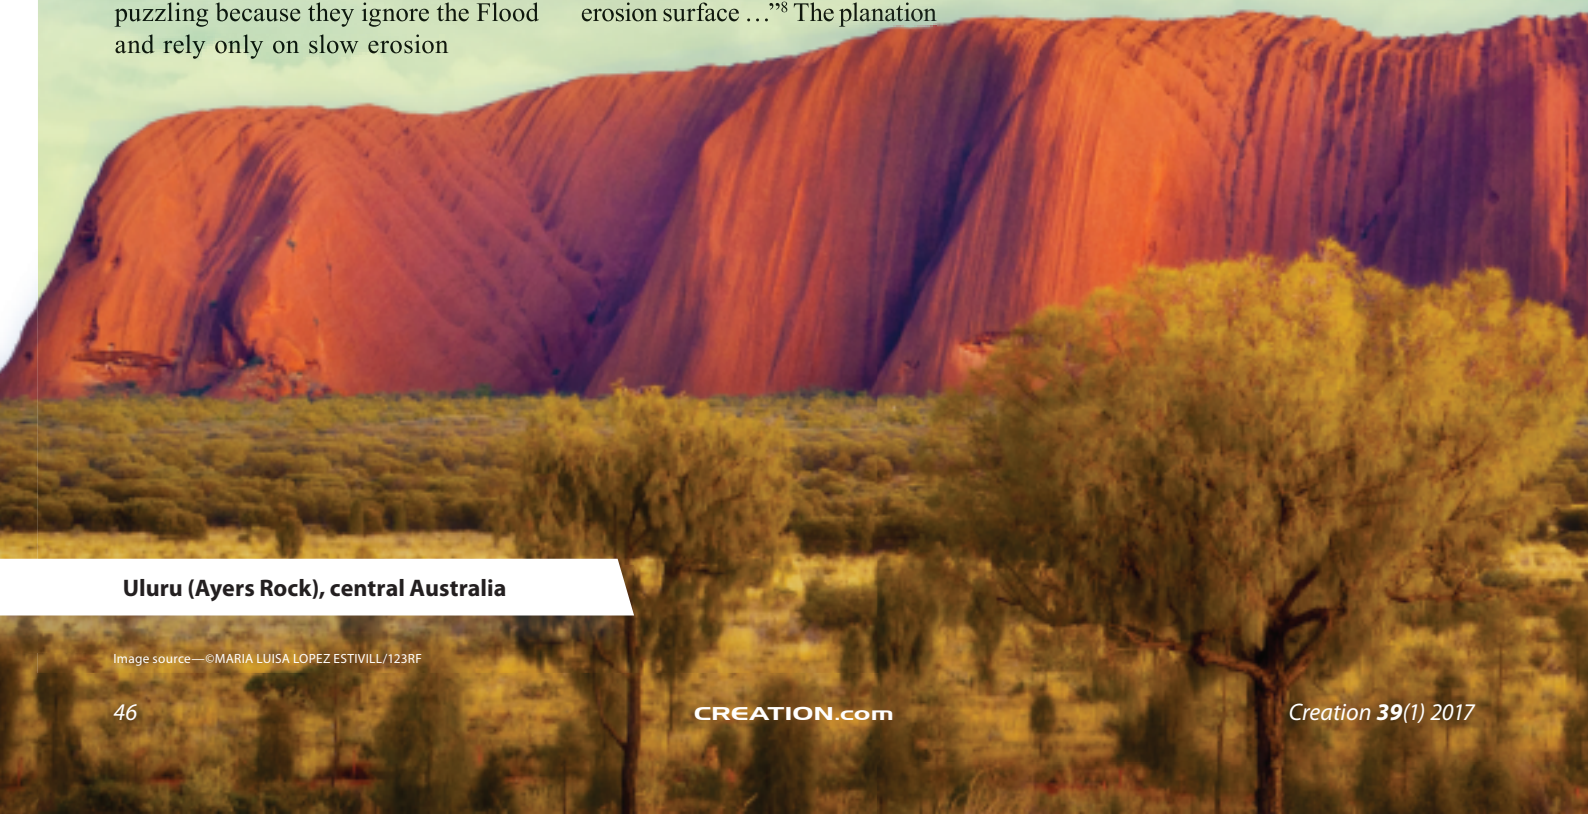 puzzling because they ignore the Flood
and rely only on slow erosion
erosion surface …”8 The planation
Uluru (Ayers Rock), central Australia
Image source—©MARIA LUISA LOPEZ ESTIVILL/123RF
46
CREATION.com
Creation 39(1) 2017